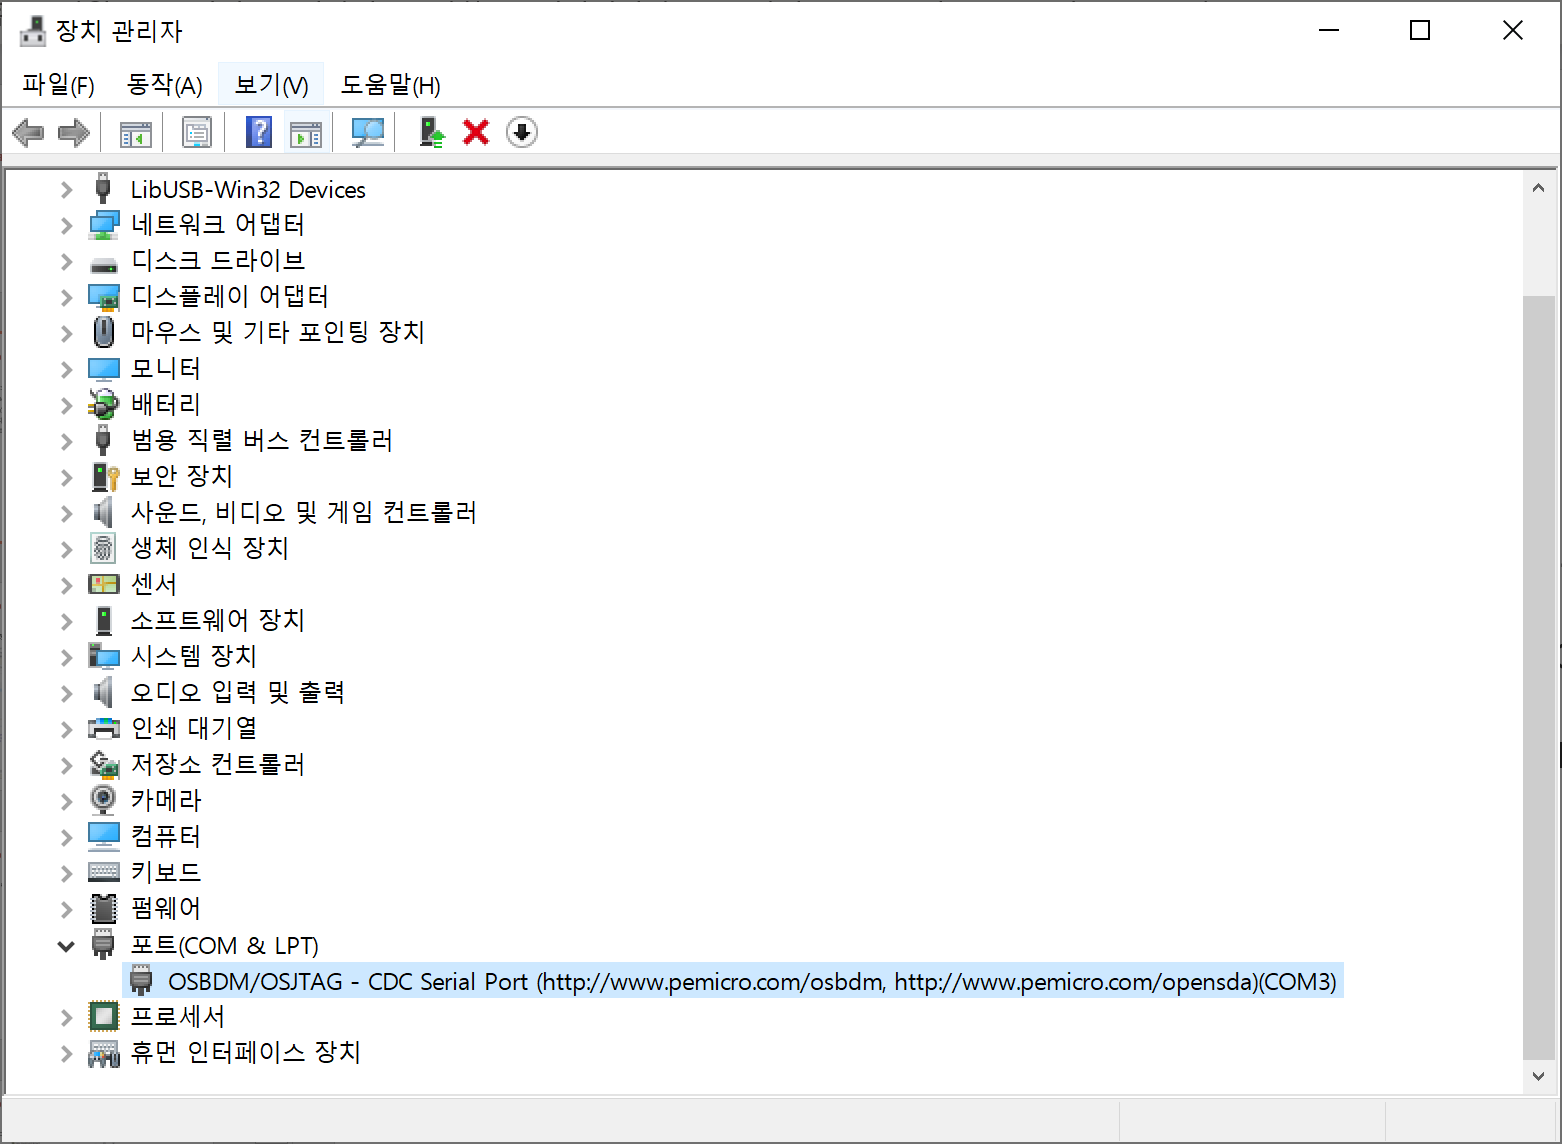 장치 관리자
파일(F) 동작(A) 보기(V) 도움말(H)
LibUSB-Win32 Devices
네트워크 어댑터
디스크 드라이브
디스플레이 어댑터
마우스 및 기타 포인팅 장치
모니터
배터리
범용 직렬 버스 컨트롤러
보안 장치
사운드, 비디오 및 게임 컨트롤러
생체 인식 장치
센서
소프트웨어 장치
시스템 장치
오디오 입력 및 출력
인쇄 대기열
저장소 컨트롤러
카메라
컴퓨터
키보드
펌웨어
포트(COM & LPT)
OSBDM/OSJTAG - CDC Serial Port (http://www.pemicro.com/osbdm, http://www.pemicro.com/opensda)(COM3)
프로세서
휴먼 인터페이스 장치